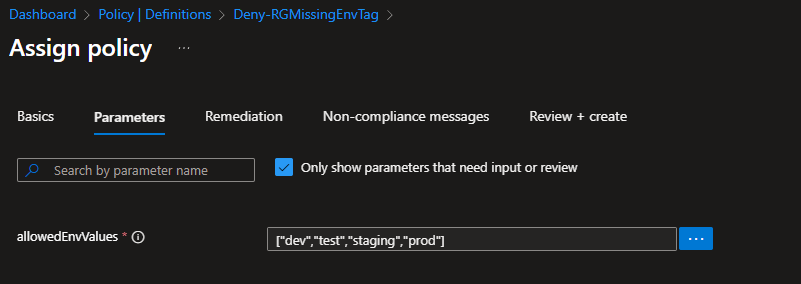 Dashboard > Policy | Definitions > Deny-RGMissingEnvTag >
Assign policy ...
Basics Parameters Remediation Non-compliance messages Review + create
Search by parameter name Only show parameters that need input or review
allowedEnvValues * ["dev","test","staging","prod"] ...